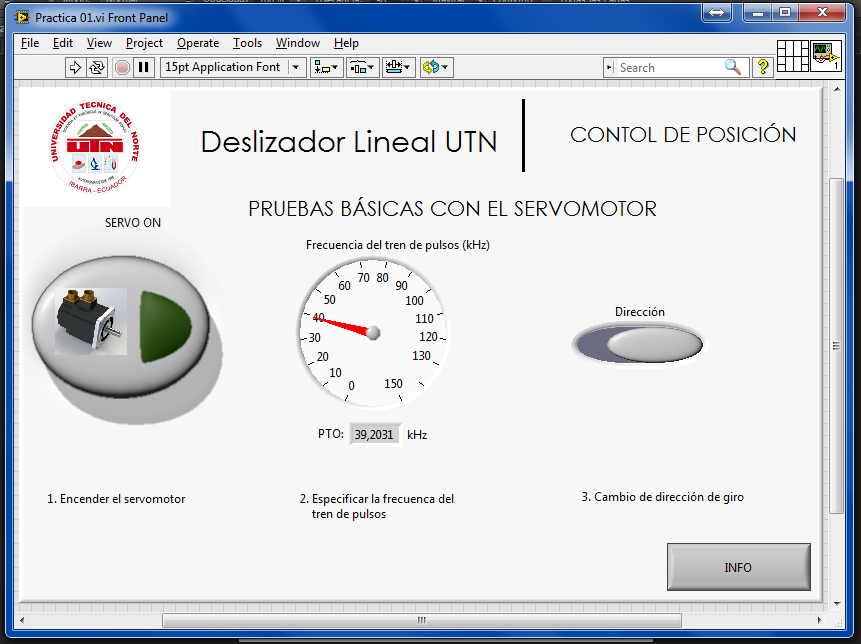 Practica 01.vi Front Panel
File Edit View Project Operate Tools Window Help
15pt Application Font
Search
?
1
UNIVERSIDAD TECNICA DEL NORTE
UTN
IBARRA - ECUADOR
Deslizador Lineal UTN
CONTOL DE POSICIÓN
PRUEBAS BÁSICAS CON EL SERVOMOTOR
SERVO ON
Frecuencia del tren de pulsos (kHz)
0
10
20
30
40
50
60
70
80
90
100
110
120
130
150
Dirección
PTO: 39,2031 kHz
1. Encender el servomotor
2. Especificar la frecuenca del
tren de pulsos
3. Cambio de dirección de giro
INFO